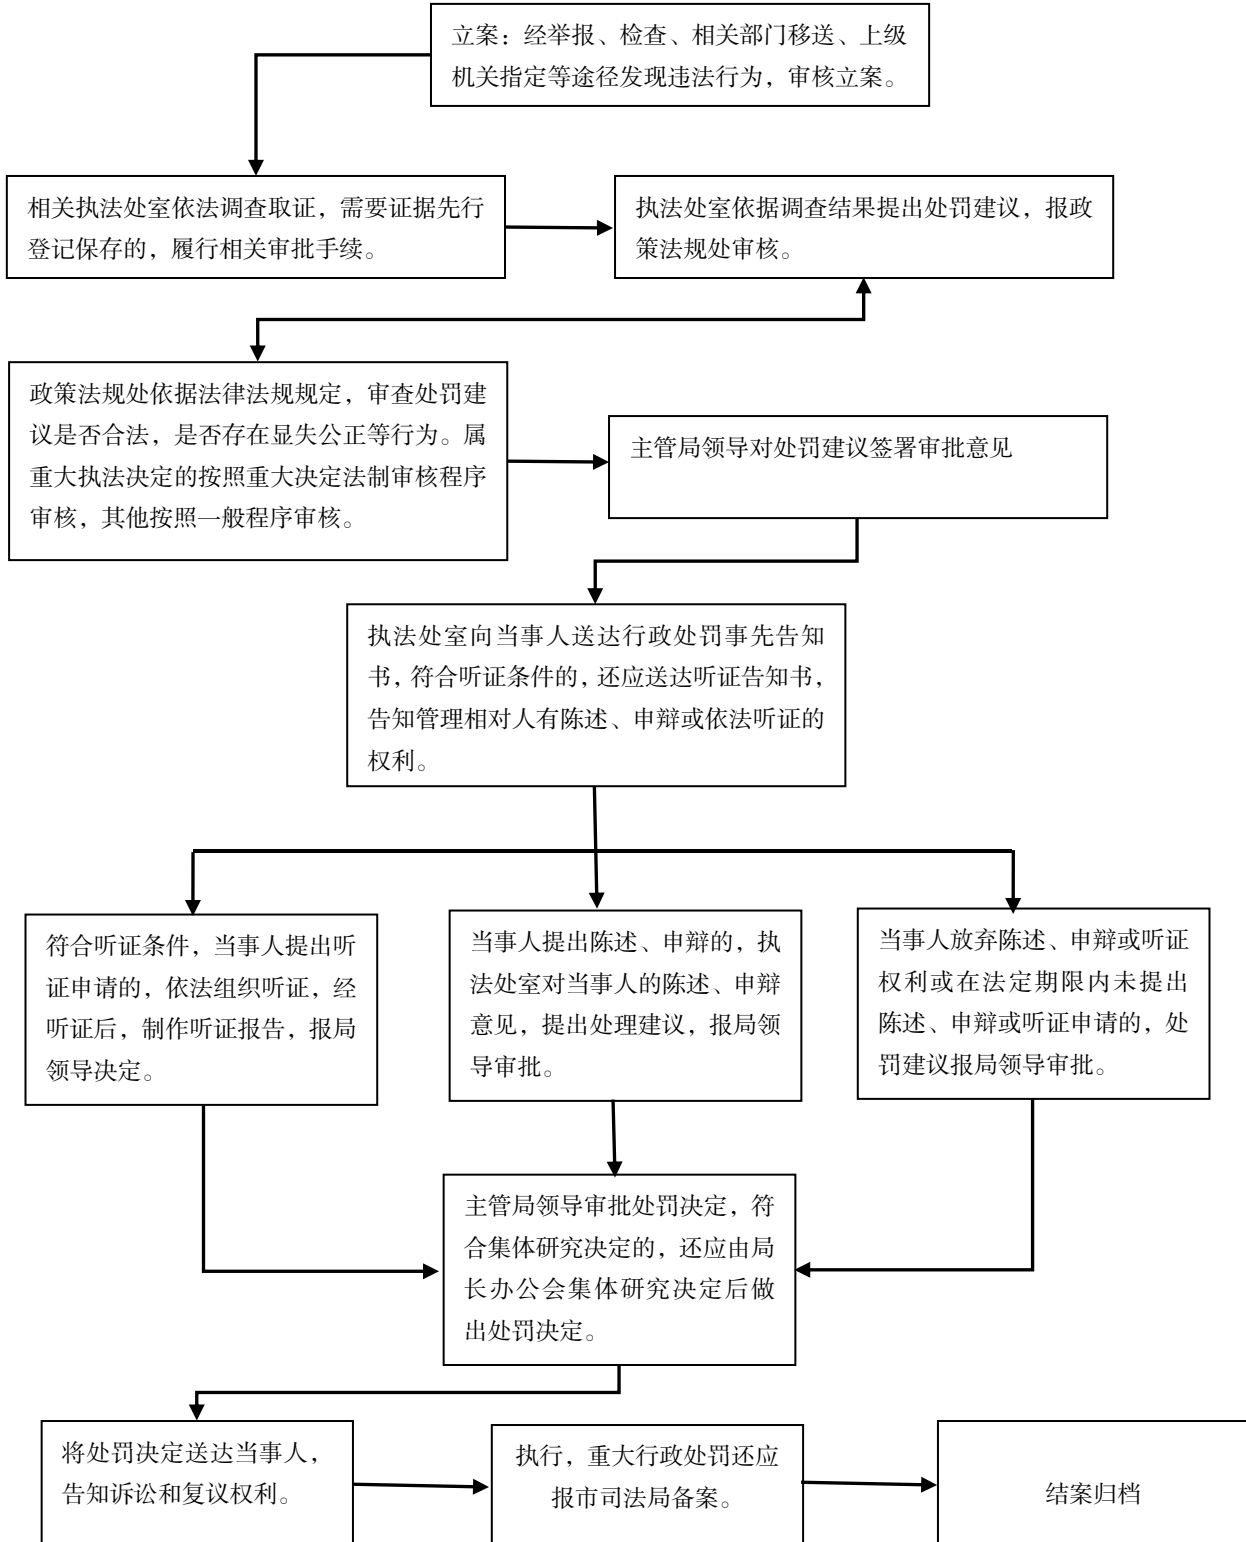 立案：经举报、检查、相关部门移送、上级
机关指定等途径发现违法行为，审核立案。
相关执法处室依法调查取证，需要证据先行
登记保存的，履行相关审批手续。
执法处室依据调查结果提出处罚建议，报政
策法规处审核。
政策法规处依据法律法规规定，审查处罚建
议是否合法，是否存在显失公正等行为。属
重大执法决定的按照重大决定法制审核程序
审核，其他按照一般程序审核。
主管局领导对处罚建议签署审批意见
执法处室向当事人送达行政处罚事先告知
书，符合听证条件的，还应送达听证告知书，
告知管理相对人有陈述、申辩或依法听证的
权利。
符合听证条件，当事人提出听
证申请的，依法组织听证，经
听证后，制作听证报告，报局
领导决定。
当事人提出陈述、申辩的，执
法处室对当事人的陈述、申辩
意见，提出处理建议，报局领
导审批。
当事人放弃陈述、申辩或听证
权利或在法定期限内未提出
陈述、申辩或听证申请的，处
罚建议报局领导审批。
主管局领导审批处罚决定，符
合集体研究决定的，还应由局
长办公会集体研究决定后做
出处罚决定。
将处罚决定送达当事人，
告知诉讼和复议权利。
执行，重大行政处罚还应
报市司法局备案。
结案归档